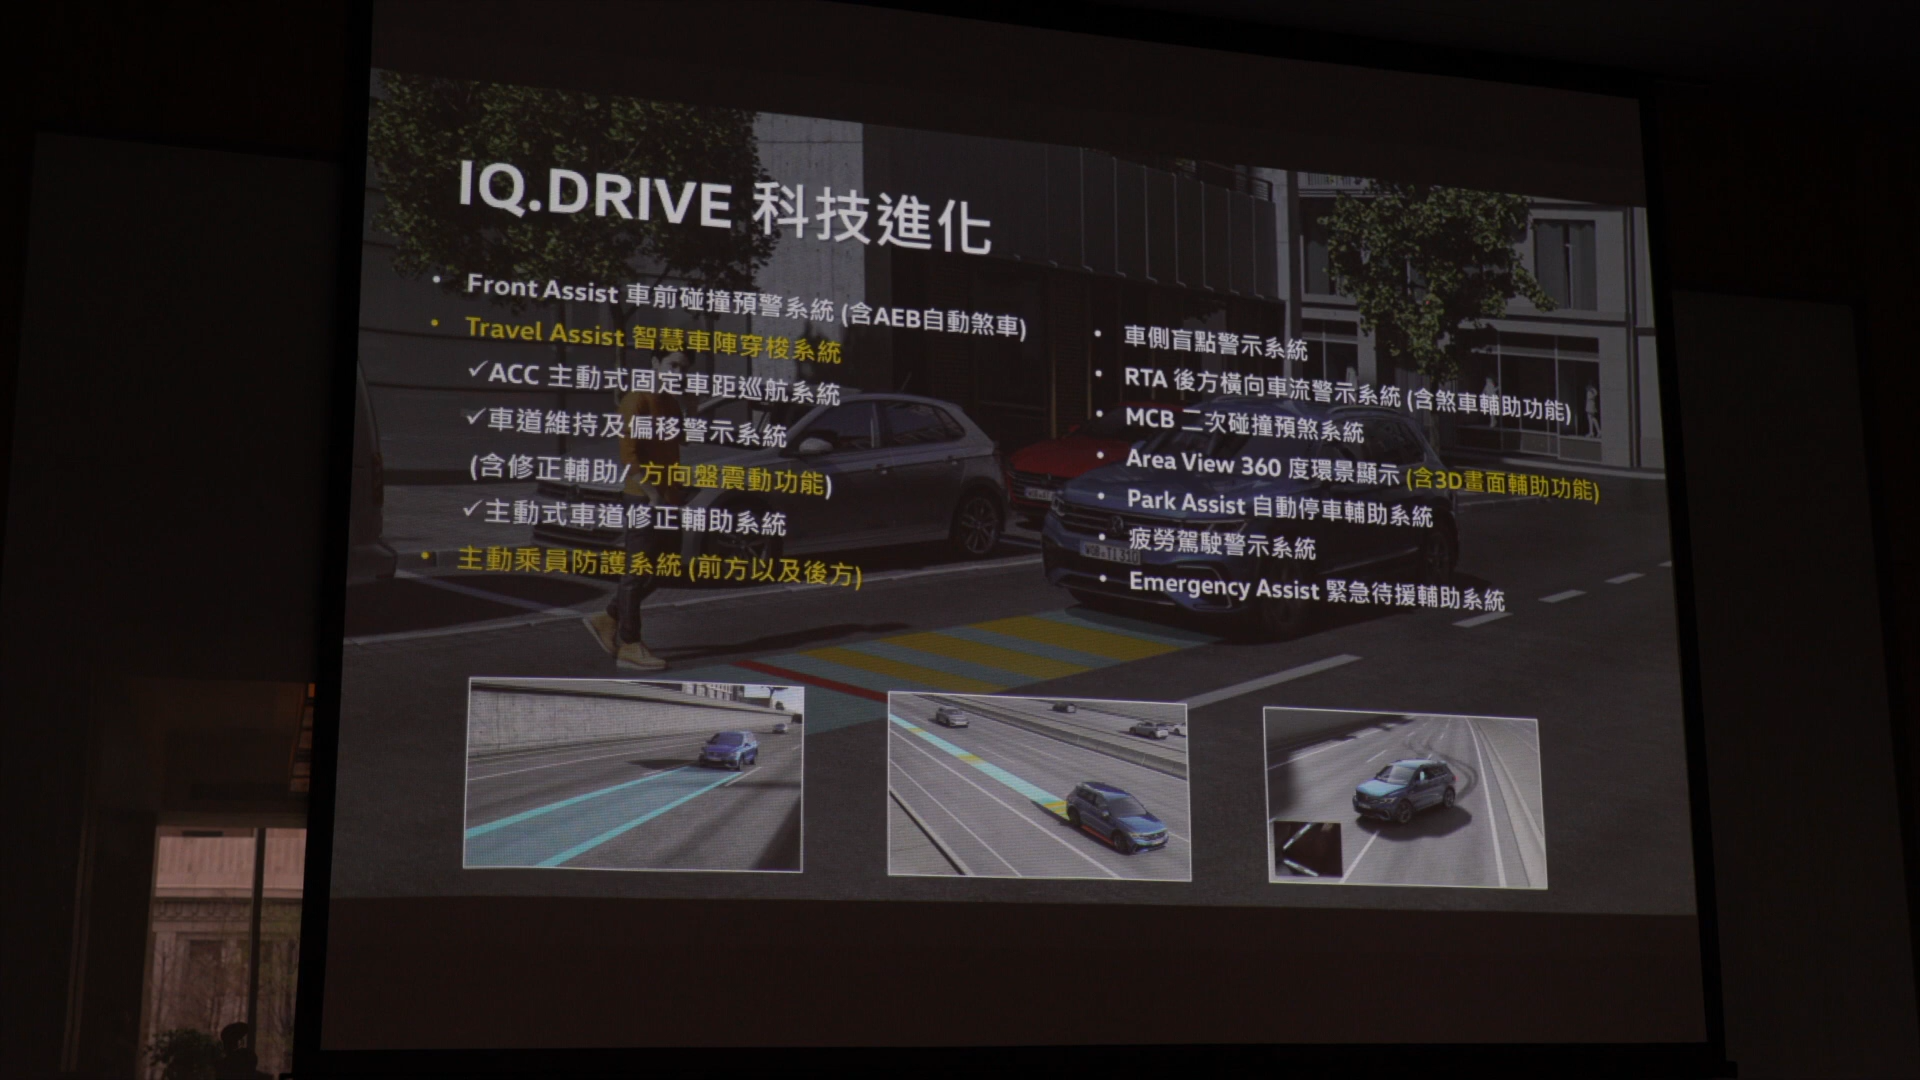 IQ.DRIVE 科技進化
• Front Assist 車前碰撞預警系統 (含AEB自動煞車)
• Travel Assist 智慧車陣穿梭系統
✓ACC 主動式固定車距巡航系統
✓車道維持及偏移警示系統
(含修正輔助/ 方向盤震動功能)
✓主動式車道修正輔助系統
• 主動乘員防護系統 (前方以及後方)
• 車側盲點警示系統
• RTA 後方橫向車流警示系統 (含煞車輔助功能)
• MCB 二次碰撞預煞系統
• Area View 360 度環景顯示 (含3D畫面輔助功能)
• Park Assist 自動停車輔助系統
• 疲勞駕駛警示系統
• Emergency Assist 緊急待援輔助系統